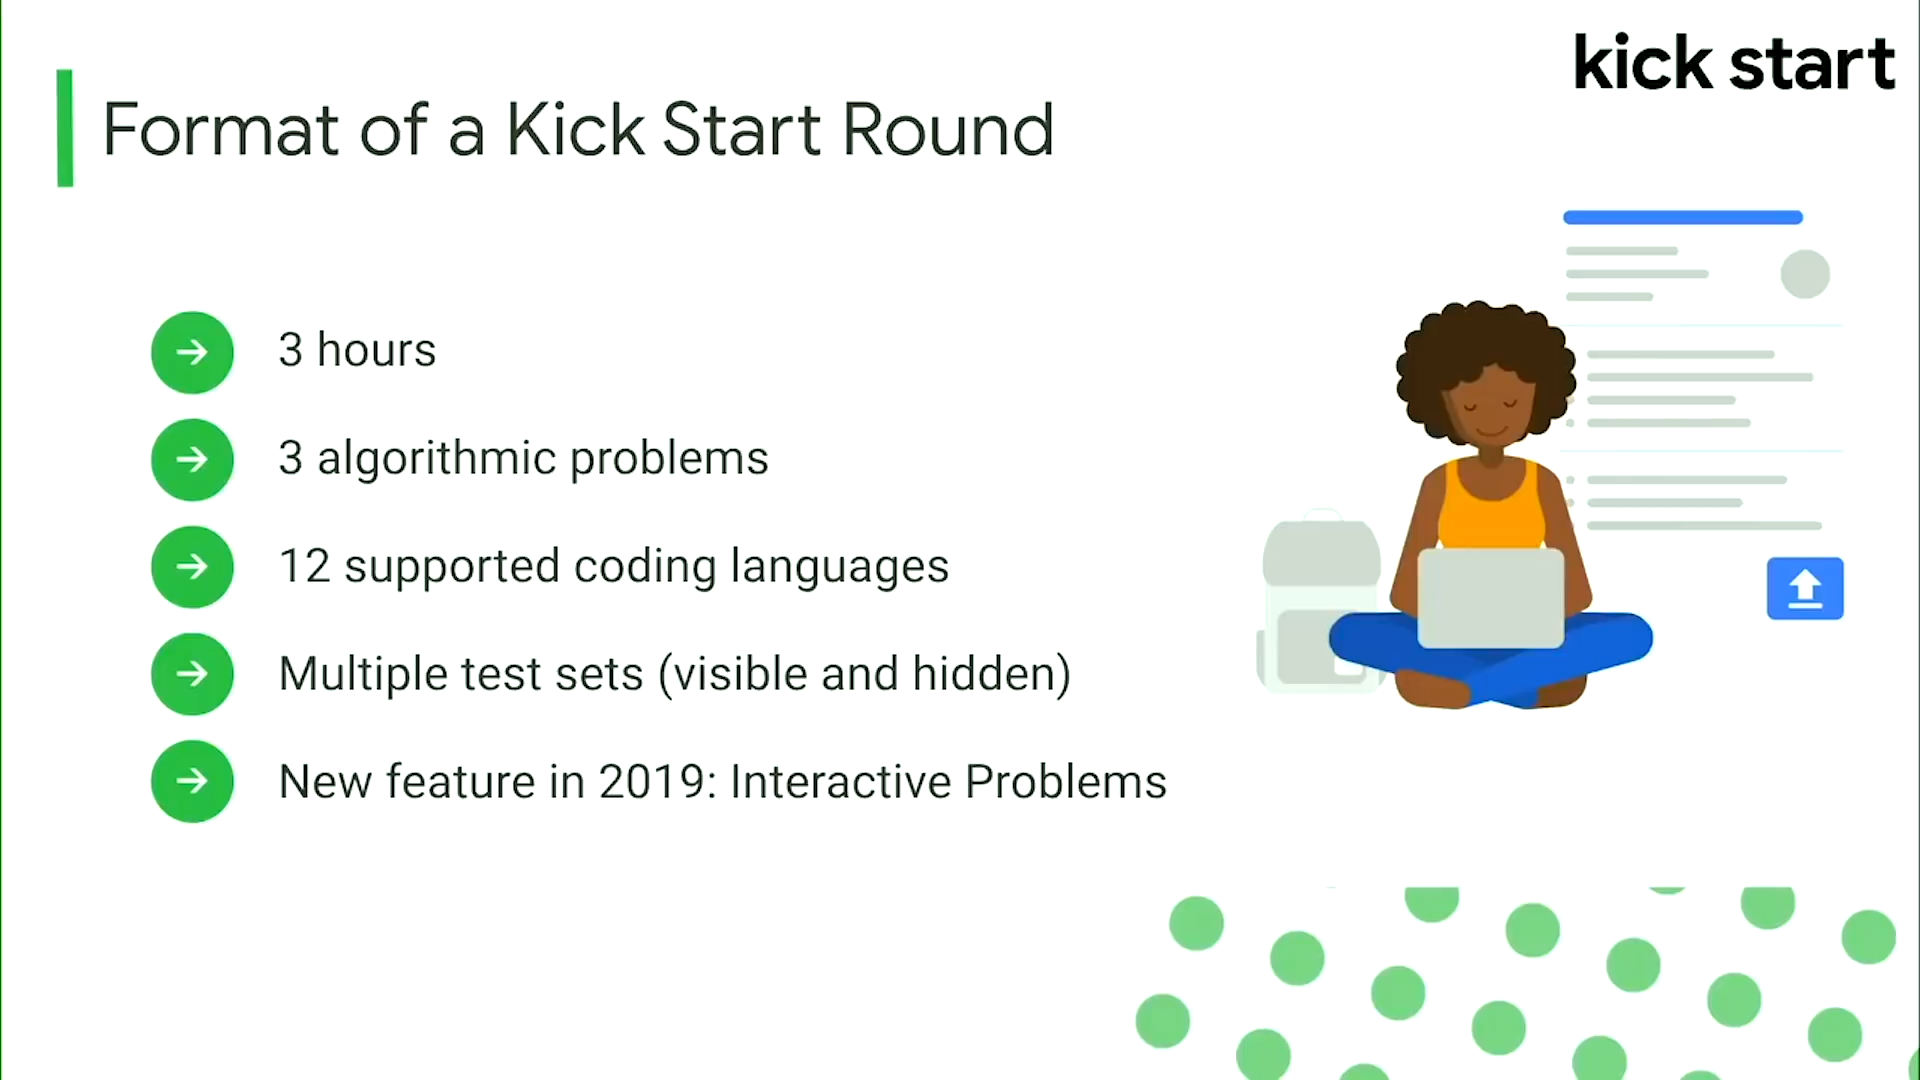 kick start
Format of a Kick Start Round
3 hours
3 algorithmic problems
12 supported coding languages
Multiple test sets (visible and hidden)
New feature in 2019: Interactive Problems